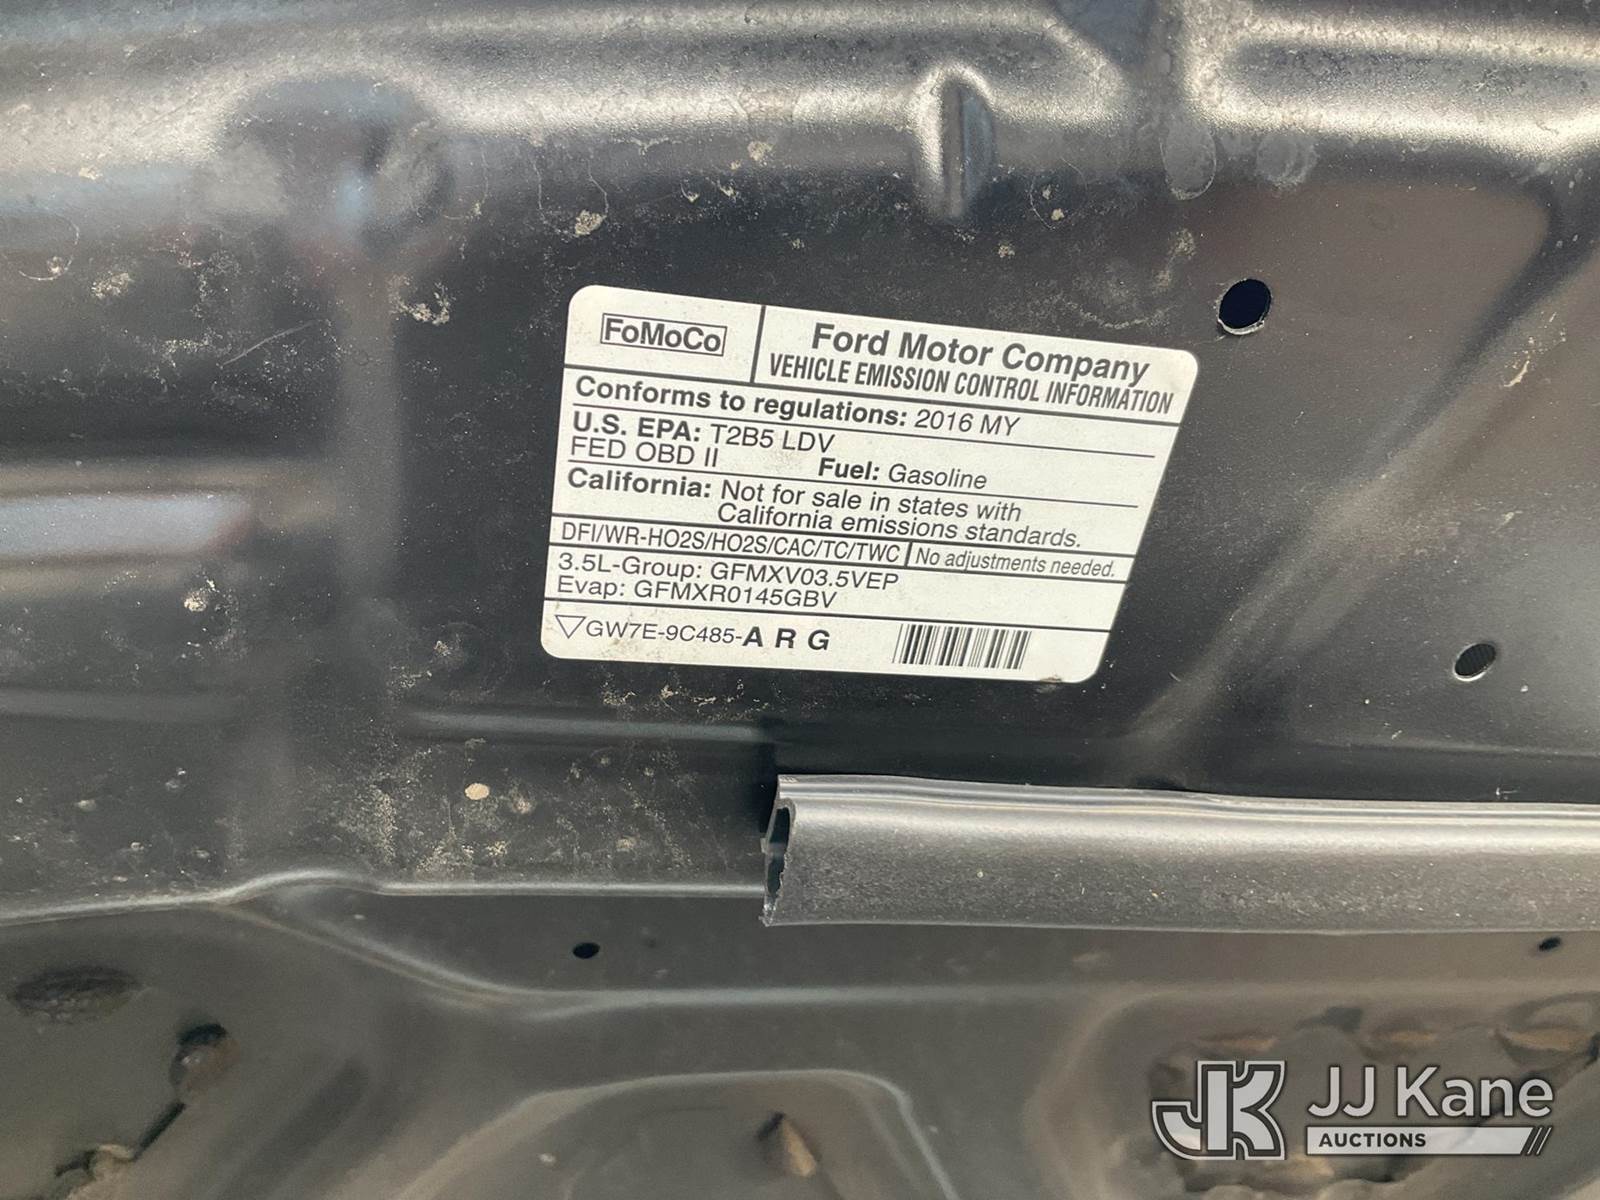 FoMoCo
Ford Motor Company
VEHICLE EMISSION CONTROL INFORMATION
Conforms to regulations: 2016 MY
U.S. EPA: T2B5 LDV
FED OBD II Fuel: Gasoline
California: Not for sale in states with
California emissions standards.
DFI/WR-HO2S/HO2S/CAC/TC/TWC No adjustments needed.
3.5L-Group: GFMXV03.5VEP
Evap: GFMXR0145GBV
GW7E-9C485-A R G
JK JJ Kane
AUCTIONS